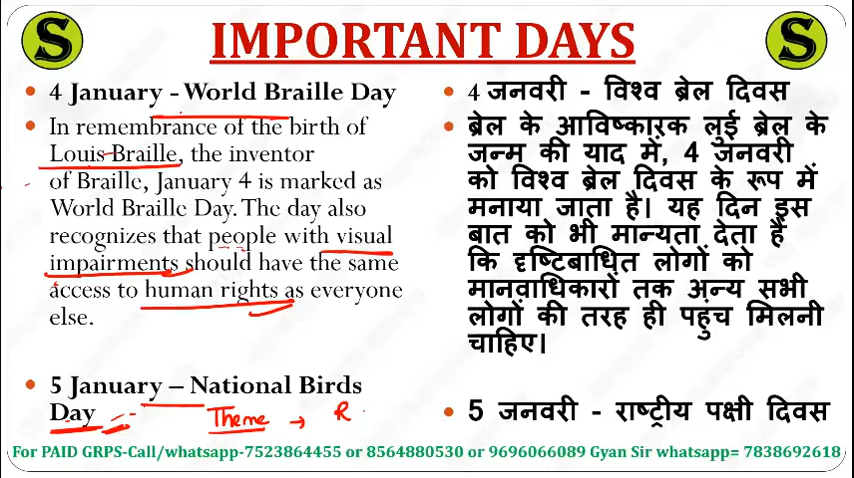 S
IMPORTANT DAYS
S
4 January - World Braille Day
In remembrance of the birth of
Louis Braille, the inventor
of Braille, January 4 is marked as
World Braille Day. The day also
recognizes that people with visual
impairments should have the same
access to human rights as everyone
else.
5 January – National Birds
Day
Theme → R
4 जनवरी - विश्व ब्रेल दिवस
ब्रेल के आविष्कारक लुई ब्रेल के
जन्म की याद में, 4 जनवरी
को विश्व ब्रेल दिवस के रूप में
मनाया जाता है। यह दिन इस
बात को भी मान्यता देता है
कि दृष्टिबाधित लोगों को
मानवाधिकारों तक अन्य सभी
लोगों की तरह ही पहुंच मिलनी
चाहिए।
5 जनवरी - राष्ट्रीय पक्षी दिवस
For PAID GRPS-Call/whatsapp-7523864455 or 8564880530 or 9696066089 Gyan Sir whatsapp= 7838692618